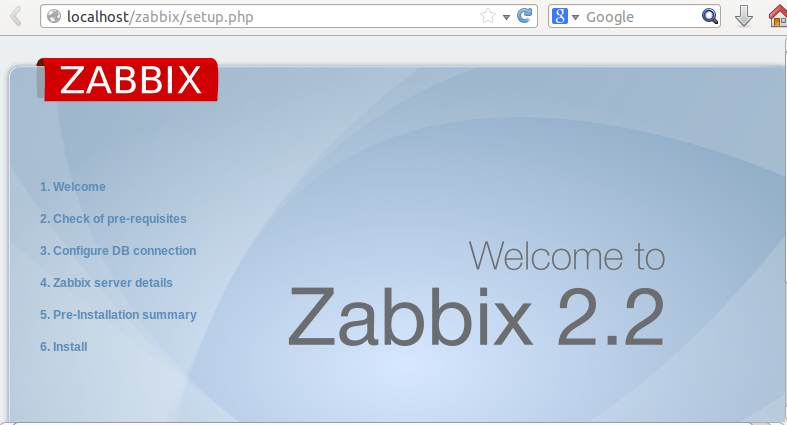 localhost/zabbix/setup.php
Google
ZABBIX
1. Welcome
2. Check of pre-requisites
3. Configure DB connection
4. Zabbix server details
5. Pre-Installation summary
6. Install
Welcome to
Zabbix 2.2